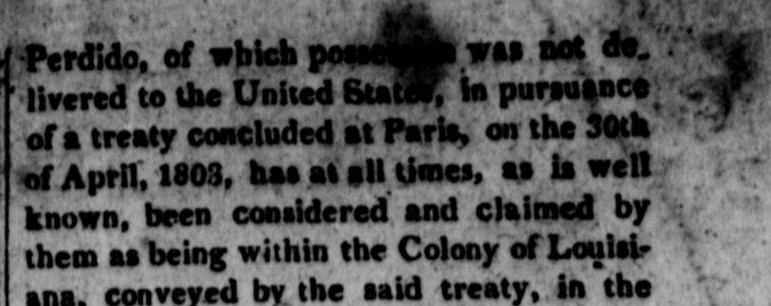 Perdido, of which possession was not de-
livered to the United States, in pursuance
of a treaty concluded at Paris, on the 30th
of April, 1803, has at all times, as is well
known, been considered and claimed by
them as being within the Colony of Louisi-
ana, conveyed by the said treaty, in the